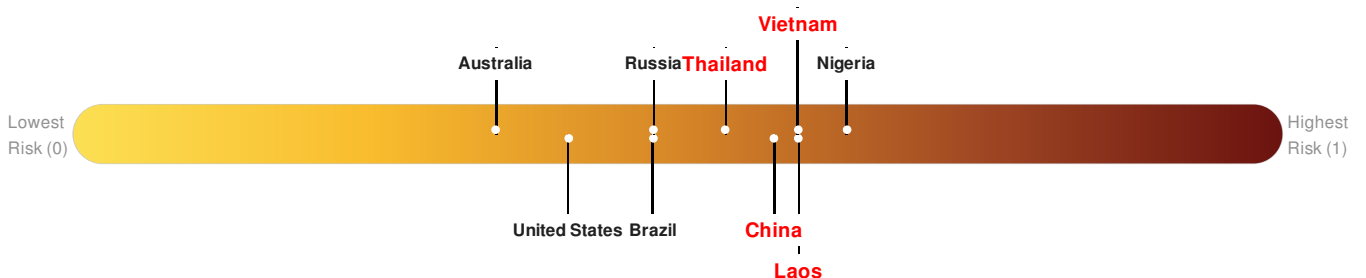 Vietnam
Australia
Russia
Thailand
Nigeria
Lowest
Risk (0)
Highest
Risk (1)
United States
Brazil
China
Laos